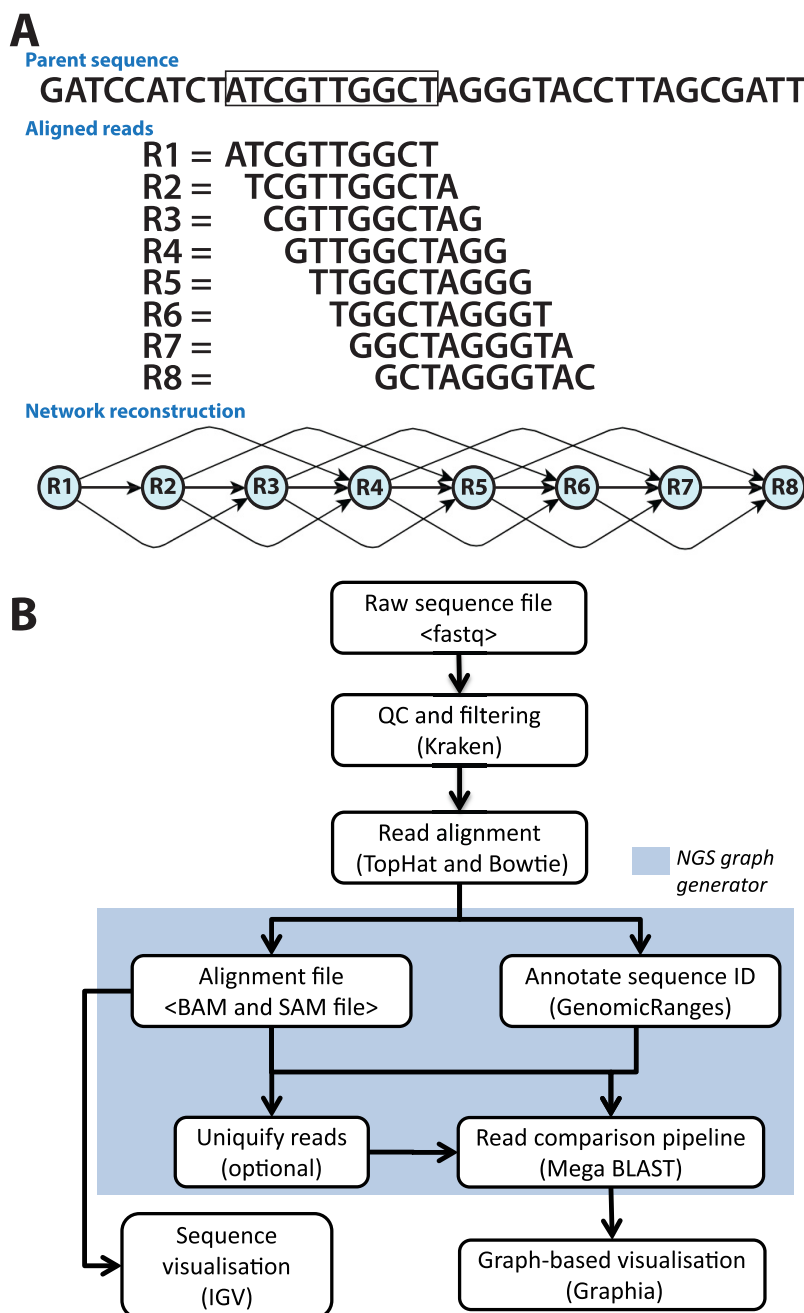 A
Parent sequence
GATCCATCTATCGTTGGCTAGGGTACCTTAGCGATT
Aligned reads
R1 = ATCGTTGGCT
R2 = TCGTTGGCTA
R3 = CGTTGGCTAG
R4 = GTTGGCTAGG
R5 = TTGGCTAGGG
R6 = TGGCTAGGGT
R7 = GGCTAGGGTA
R8 = GCTAGGGTAC
Network reconstruction
R1 R2 R3 R4 R5 R6 R7 R8
B
Raw sequence file
<fastq>
QC and filtering
(Kraken)
Read alignment
(TopHat and Bowtie)
NGS graph
generator
Alignment file
<BAM and SAM file>
Annotate sequence ID
(GenomicRanges)
Uniquify reads
(optional)
Read comparison pipeline
(Mega BLAST)
Sequence
visualisation
(IGV)
Graph-based visualisation
(Graphia)